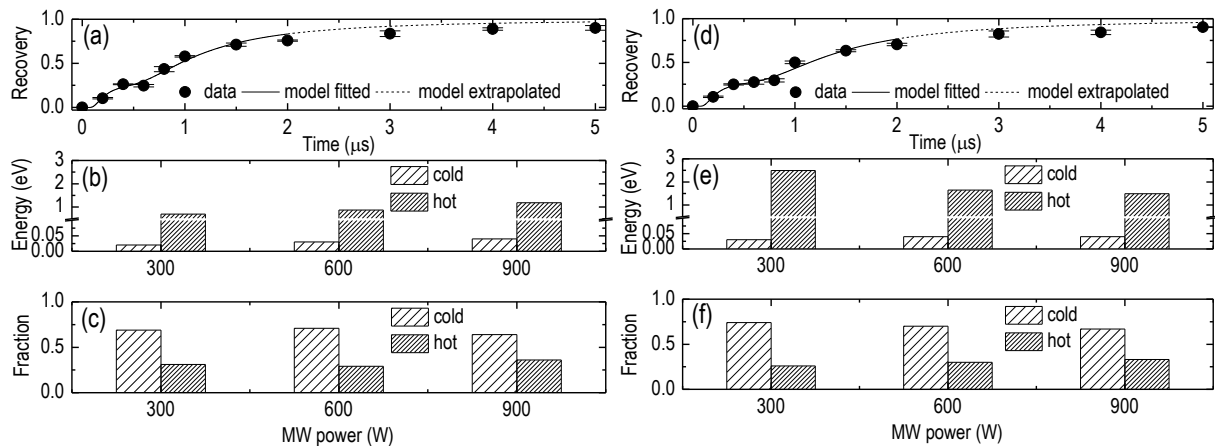 (a)
Recovery
1.0
0.5
0.0
data
model fitted
model extrapolated
0 1 2 3 4 5
Time (μs)
(b)
Energy (eV)
3
2
1
0.05
0.00
cold
hot
300 600 900
(c)
Fraction
1.0
0.5
0.0
cold
hot
300 600 900
MW power (W)
(d)
Recovery
1.0
0.5
0.0
data
model fitted
model extrapolated
0 1 2 3 4 5
Time (μs)
(e)
Energy (eV)
3
2
1
0.05
0.00
cold
hot
300 600 900
(f)
Fraction
1.0
0.5
0.0
cold
hot
300 600 900
MW power (W)